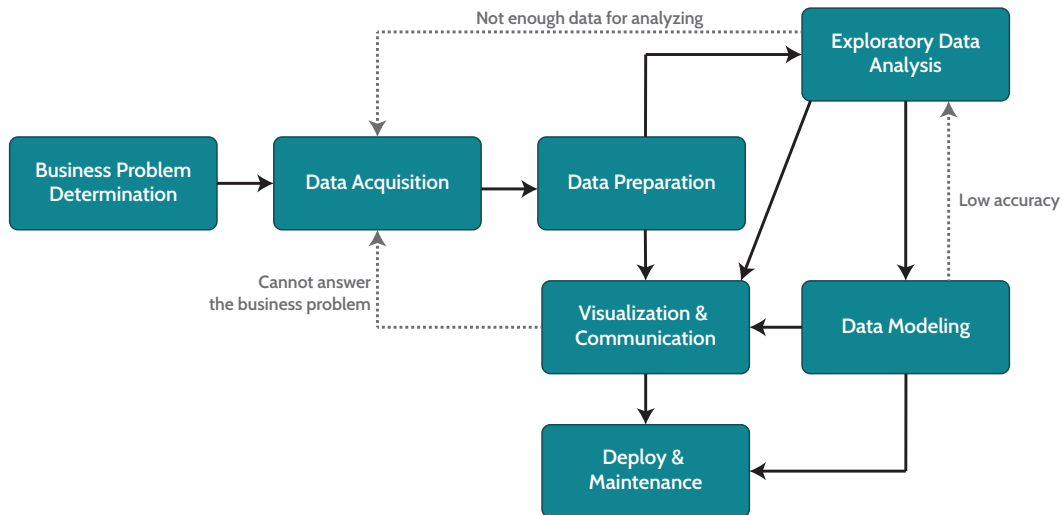 Not enough data for analyzing
Exploratory Data
Analysis
Business Problem
Determination
Data Acquisition
Data Preparation
Low accuracy
Cannot answer
the business problem
Visualization &
Communication
Data Modeling
Deploy &
Maintenance